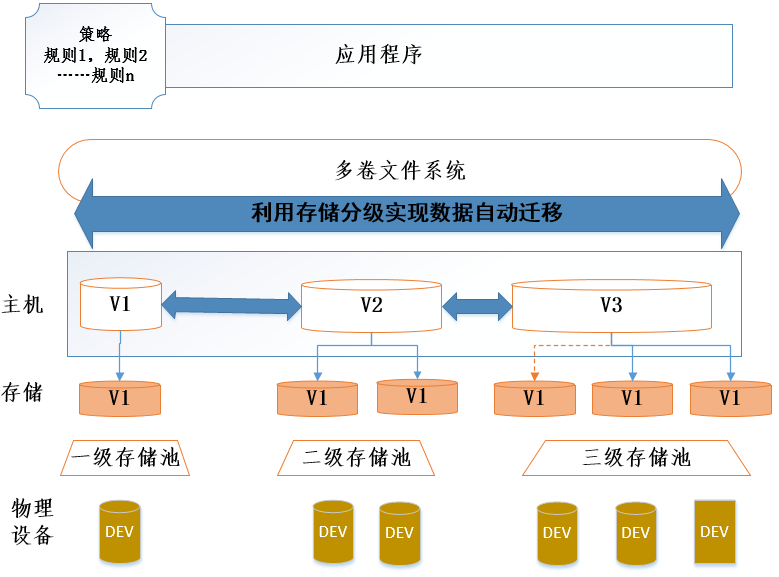 策略
规则1，规则2
……规则n
应用程序
多卷文件系统
利用存储分级实现数据自动迁移
主机
V1
V2
V3
存储
V1
V1
V1
V1
V1
V1
一级存储池
二级存储池
三级存储池
物理
设备
DEV
DEV
DEV
DEV
DEV
DEV